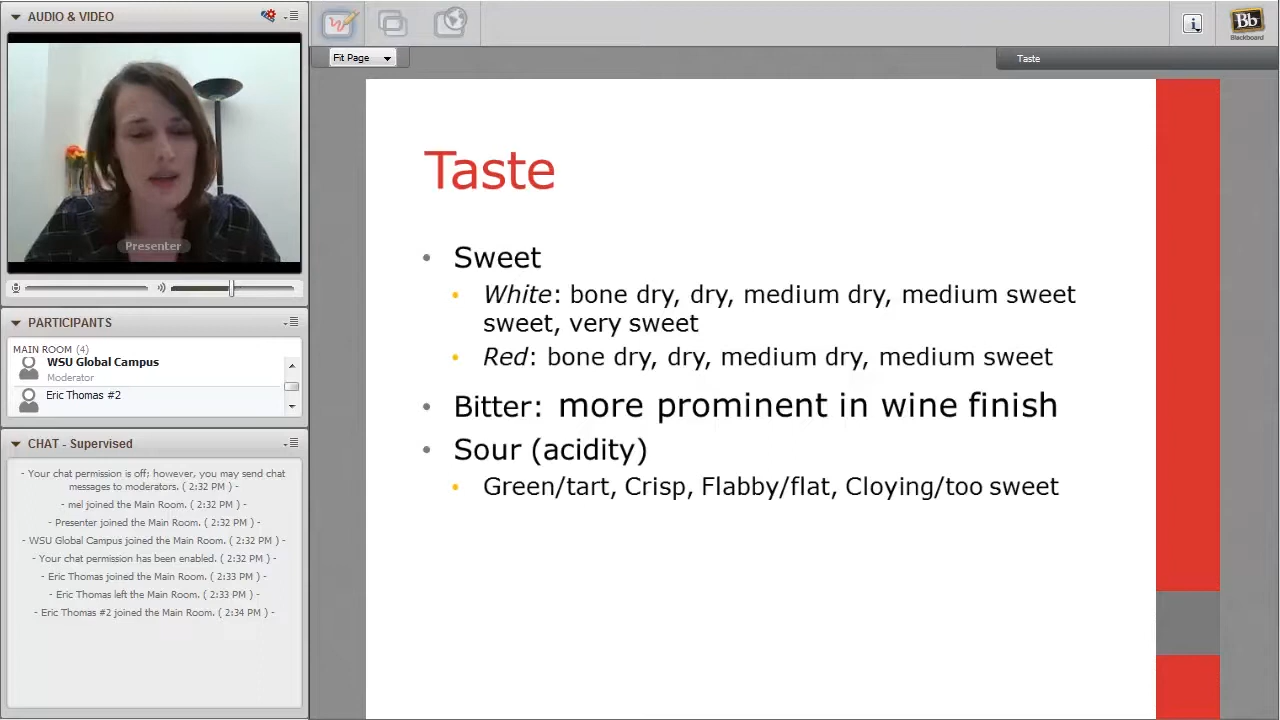 AUDIO & VIDEO
Presenter
PARTICIPANTS
MAIN ROOM (4)
WSU Global Campus
Moderator
Eric Thomas #2
CHAT - Supervised
- Your chat permission is off; however, you may send chat
messages to moderators. ( 2:32 PM ) -
- mel joined the Main Room. ( 2:32 PM ) -
- Presenter joined the Main Room. ( 2:32 PM ) -
- WSU Global Campus joined the Main Room. ( 2:32 PM ) -
- Your chat permission has been enabled. ( 2:32 PM ) -
- Eric Thomas joined the Main Room. ( 2:33 PM ) -
- Eric Thomas left the Main Room. ( 2:33 PM ) -
- Eric Thomas #2 joined the Main Room. ( 2:34 PM ) -
Fit Page
Bb
Blackboard
Taste
Taste
• Sweet
• White: bone dry, dry, medium dry, medium sweet
sweet, very sweet
• Red: bone dry, dry, medium dry, medium sweet
• Bitter: more prominent in wine finish
• Sour (acidity)
• Green/tart, Crisp, Flabby/flat, Cloying/too sweet